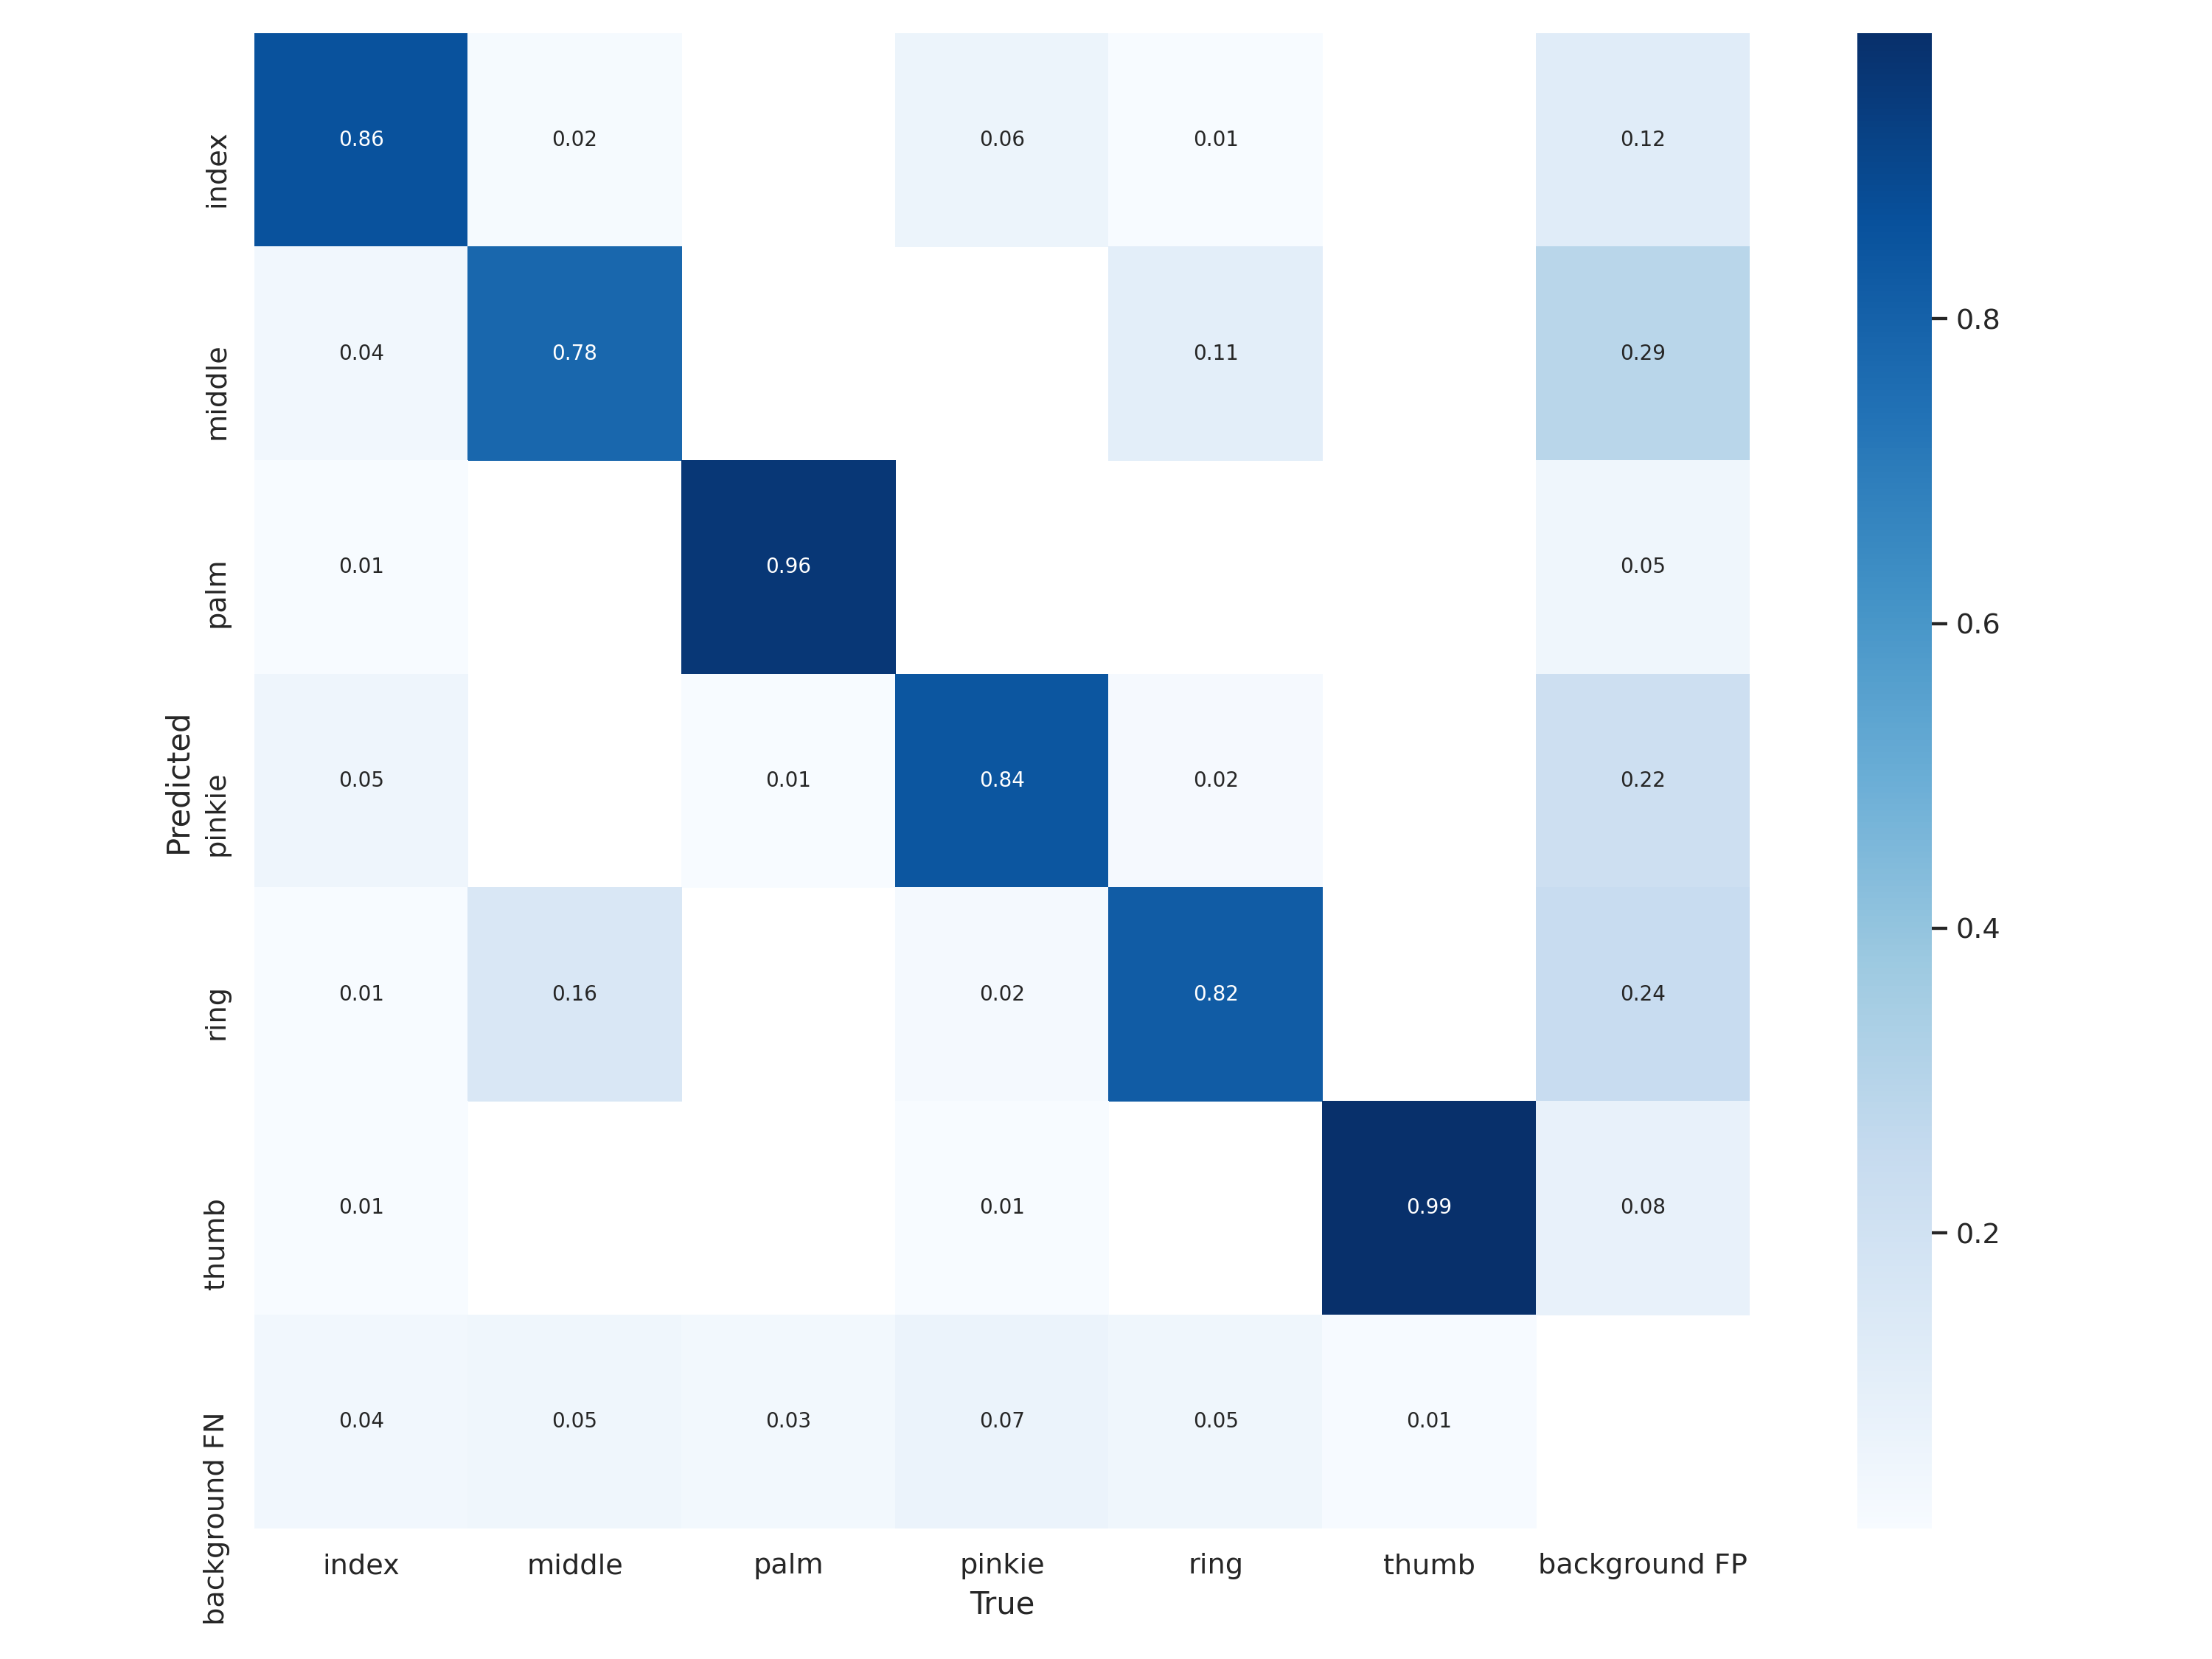 index 0.86 0.02 0.06 0.01 0.12
middle 0.04 0.78 0.11 0.29
palm 0.01 0.96 0.05
pinkie 0.05 0.01 0.84 0.02 0.22
ring 0.01 0.16 0.02 0.82 0.24
thumb 0.01 0.01 0.99 0.08
background FN 0.04 0.05 0.03 0.07 0.05 0.01
Predicted
index middle palm pinkie ring thumb background FP
True
0.8
0.6
0.4
0.2